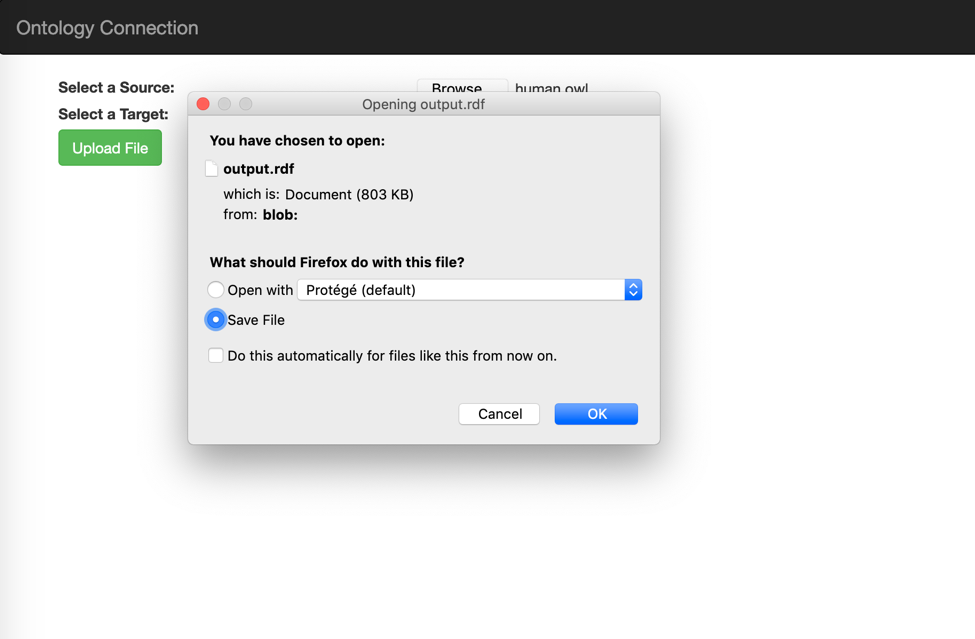 Ontology Connection
Select a Source:
Browse... human.owl
Select a Target:
Upload File
Opening output.rdf
You have chosen to open:
output.rdf
which is: Document (803 KB)
from: blob:
What should Firefox do with this file?
Open with Protégé (default)
Save File
Do this automatically for files like this from now on.
Cancel OK